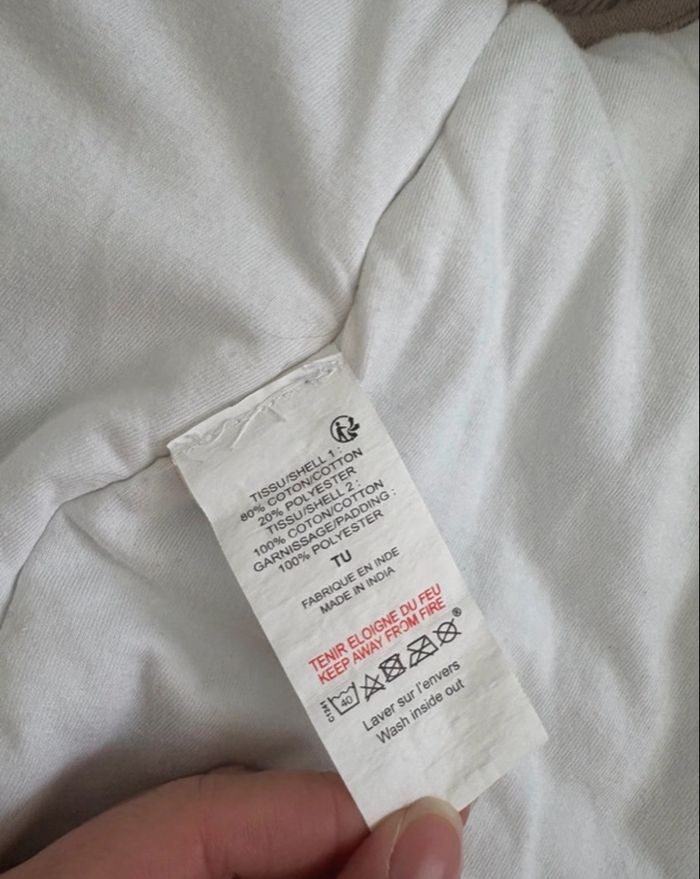 TISSU/SHELL 1 :
80% COTON/COTTON
20% POLYESTER
TISSU/SHELL 2 :
100% COTON/COTTON
GARNISSAGE/PADDING :
100% POLYESTER
TU
FABRIQUE EN INDE
MADE IN INDIA
TENIR ELOIGNE DU FEU
KEEP AWAY FROM FIRE
40 ®
Laver sur l'envers
Wash inside out